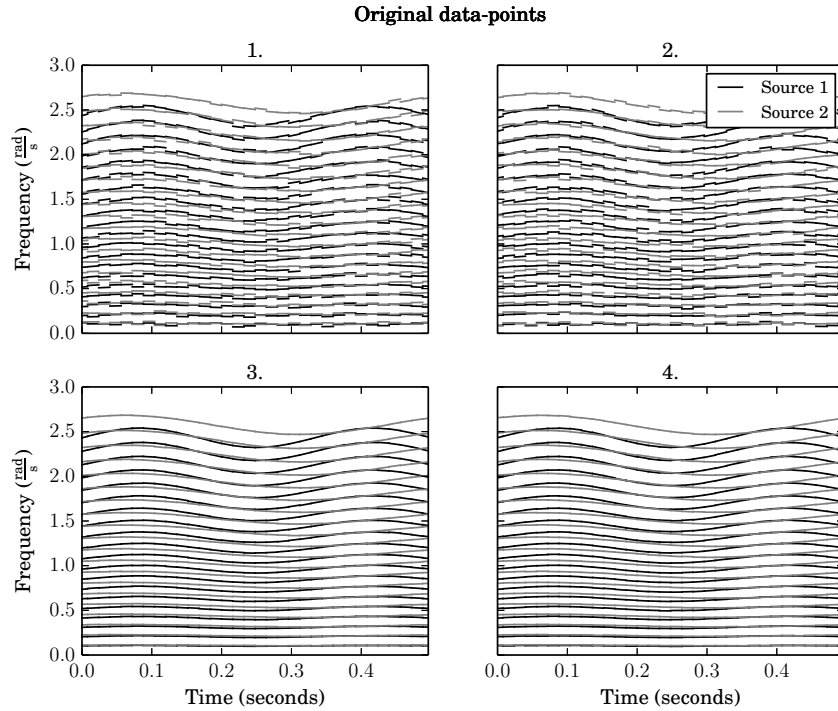 Original data-points
1.
2.
3.0
2.5
2.0
1.5
1.0
0.5
0.0
Frequency (rad/s)
Source 1
Source 2
3.
4.
3.0
2.5
2.0
1.5
1.0
0.5
0.0
Frequency (rad/s)
0.0 0.1 0.2 0.3 0.4
0.0 0.1 0.2 0.3 0.4
Time (seconds)
Time (seconds)